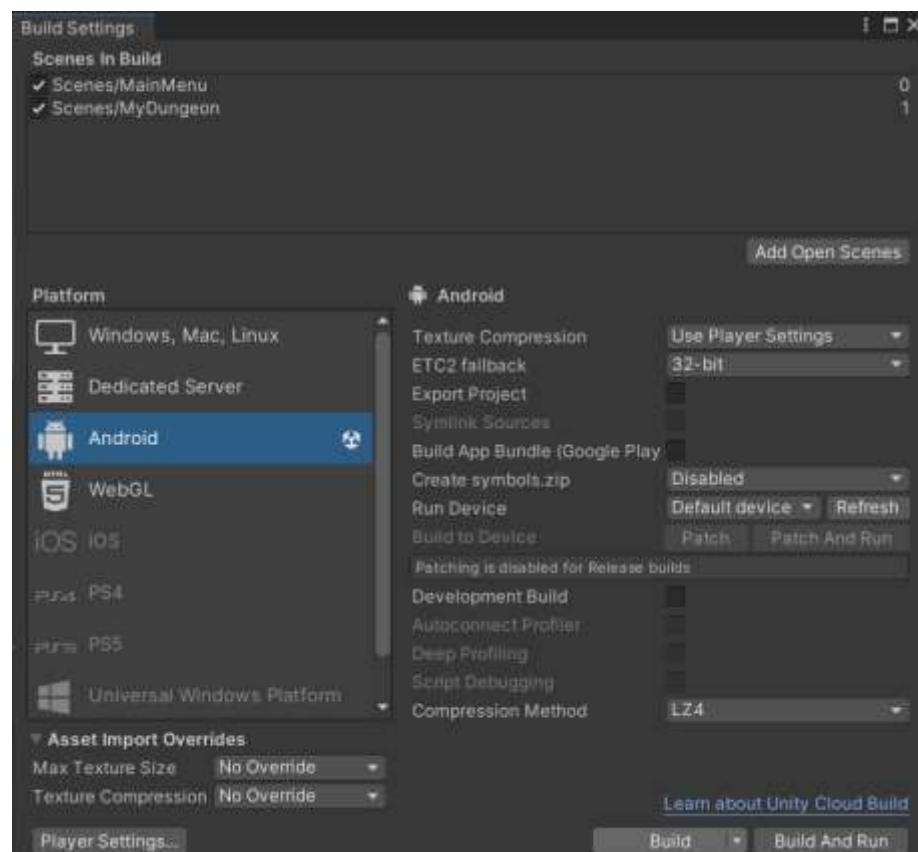 Build Settings
Scenes In Build
Scenes/MainMenu 0
Scenes/MyDungeon 1
Add Open Scenes
Platform
Windows, Mac, Linux
Dedicated Server
Android
HTML 5 WebGL
iOS iOS
PS4 PS4
PS5 PS5
Universal Windows Platform
Android
Texture Compression Use Player Settings
ETC2 fallback 32-bit
Export Project
Symlink Sources
Build App Bundle (Google Play
Create symbols.zip Disabled
Run Device Default device Refresh
Build to Device Patch Patch And Run
Patching is disabled for Release builds
Development Build
Autoconnect Profiler
Deep Profiling
Script Debugging
Compression Method LZ4
Asset Import Overrides
Max Texture Size No Override
Texture Compression No Override
Learn about Unity Cloud Build
Player Settings... Build Build And Run